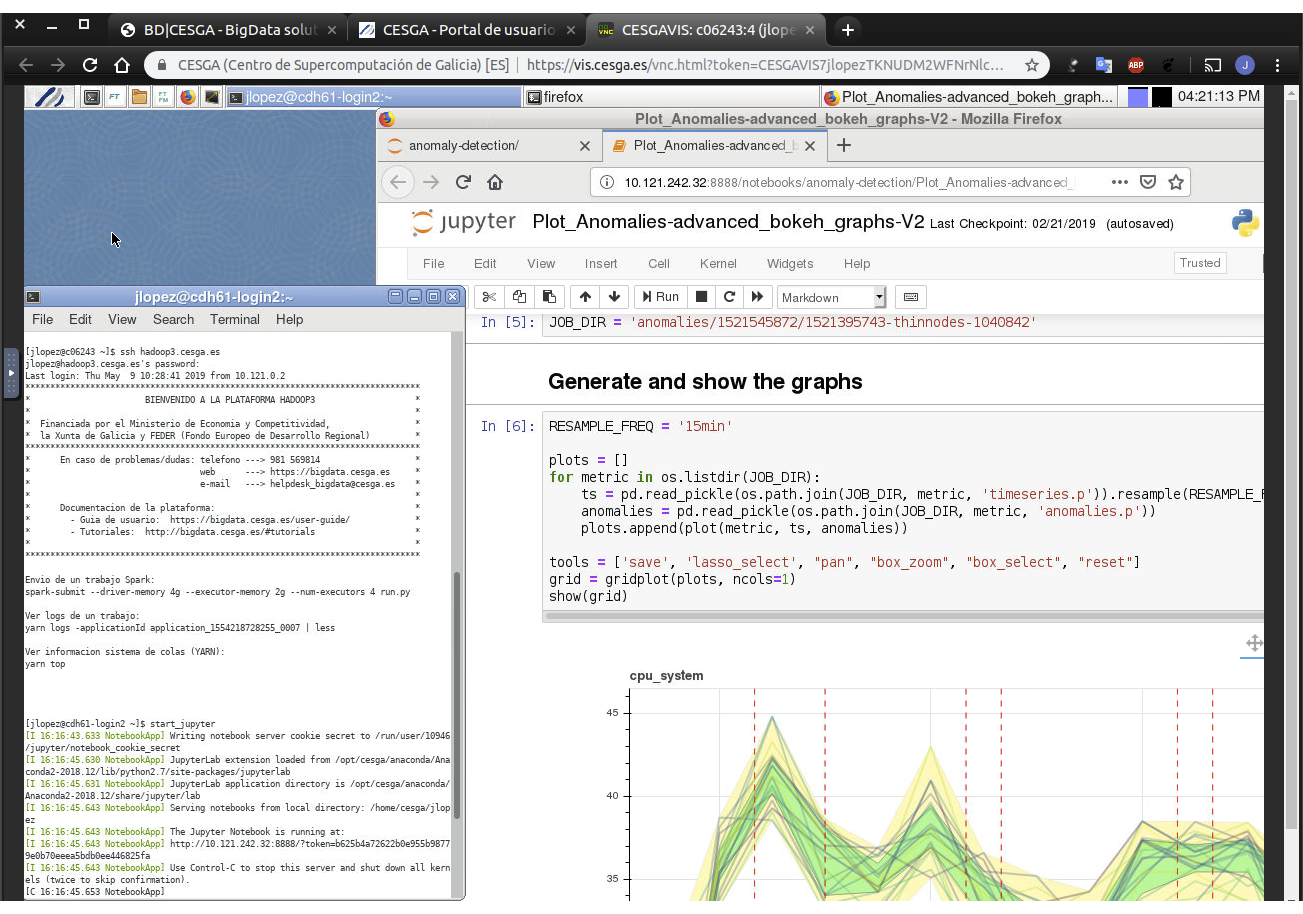 BD|CESGA - BigData solut
CESGA - Portal de usuario
CESGAVIS: c06243:4 (jlope
CESGA (Centro de Supercomputación de Galicia) [ES] | https://vis.cesga.es/vnc.html?token=CESGAVIS7jlopezTKNUDM2WFNrNlc...
ABP
J
FT
FT
FM
jlopez@cdh61-login2:~
firefox
Plot_Anomalies-advanced_bokeh_graph...
04:21:13 PM
Plot_Anomalies-advanced_bokeh_graphs-V2 - Mozilla Firefox
anomaly-detection/
Plot_Anomalies-advanced_b
10.121.242.32:8888/notebooks/anomaly-detection/Plot_Anomalies-advanced_
jupyter Plot_Anomalies-advanced_bokeh_graphs-V2 Last Checkpoint: 02/21/2019 (autosaved)
File Edit View Insert Cell Kernel Widgets Help
Trusted
Run
Markdown
In [5]: JOB_DIR = 'anomalies/1521545872/1521395743-thinnodes-1040842'
Generate and show the graphs
In [6]: RESAMPLE_FREQ = '15min'
plots = []
for metric in os.listdir(JOB_DIR):
ts = pd.read_pickle(os.path.join(JOB_DIR, metric, 'timeseries.p')).resample(RESAMPLE_F
anomalies = pd.read_pickle(os.path.join(JOB_DIR, metric, 'anomalies.p'))
plots.append(plot(metric, ts, anomalies))
tools = ['save', 'lasso_select', "pan", "box_zoom", "box_select", "reset"]
grid = gridplot(plots, ncols=1)
show(grid)
cpu_system
45
40
35
jlopez@cdh61-login2:~
File Edit View Search Terminal Help
[jlopez@c06243 ~]$ ssh hadoop3.cesga.es
jlopez@hadoop3.cesga.es's password:
Last login: Thu May  9 10:28:41 2019 from 10.121.0.2
*******************************************************************************
* BIENVENIDO A LA PLATAFORMA HADOOP3 *
* *
* Financiada por el Ministerio de Economia y Competitividad, *
* la Xunta de Galicia y FEDER (Fondo Europeo de Desarrollo Regional) *
*******************************************************************************
* En caso de problemas/dudas: telefono ---> 981 569814 *
* web ---> https://bigdata.cesga.es *
* e-mail ---> helpdesk_bigdata@cesga.es *
* *
* Documentacion de la plataforma: *
* - Guia de usuario: https://bigdata.cesga.es/user-guide/ *
* - Tutoriales: http://bigdata.cesga.es/#tutorials *
* *
*******************************************************************************
Envio de un trabajo Spark:
spark-submit --driver-memory 4g --executor-memory 2g --num-executors 4 run.py
Ver logs de un trabajo:
yarn logs -applicationId application_1554218728255_0007 | less
Ver informacion sistema de colas (YARN):
yarn top
[jlopez@cdh61-login2 ~]$ start_jupyter
[I 16:16:43.633 NotebookApp] Writing notebook server cookie secret to /run/user/10946
/jupyter/notebook_cookie_secret
[I 16:16:45.630 NotebookApp] JupyterLab extension loaded from /opt/cesga/anaconda/Ana
conda2-2018.12/lib/python2.7/site-packages/jupyterlab
[I 16:16:45.631 NotebookApp] JupyterLab application directory is /opt/cesga/anaconda/
Anaconda2-2018.12/share/jupyter/lab
[I 16:16:45.643 NotebookApp] Serving notebooks from local directory: /home/cesga/jlop
ez
[I 16:16:45.643 NotebookApp] The Jupyter Notebook is running at:
[I 16:16:45.643 NotebookApp] http://10.121.242.32:8888/?token=b625b4a72622b0e955b9877
9e0b70eeea5bdb0ee446825fa
[I 16:16:45.643 NotebookApp] Use Control-C to stop this server and shut down all kern
els (twice to skip confirmation).
[C 16:16:45.653 NotebookApp]